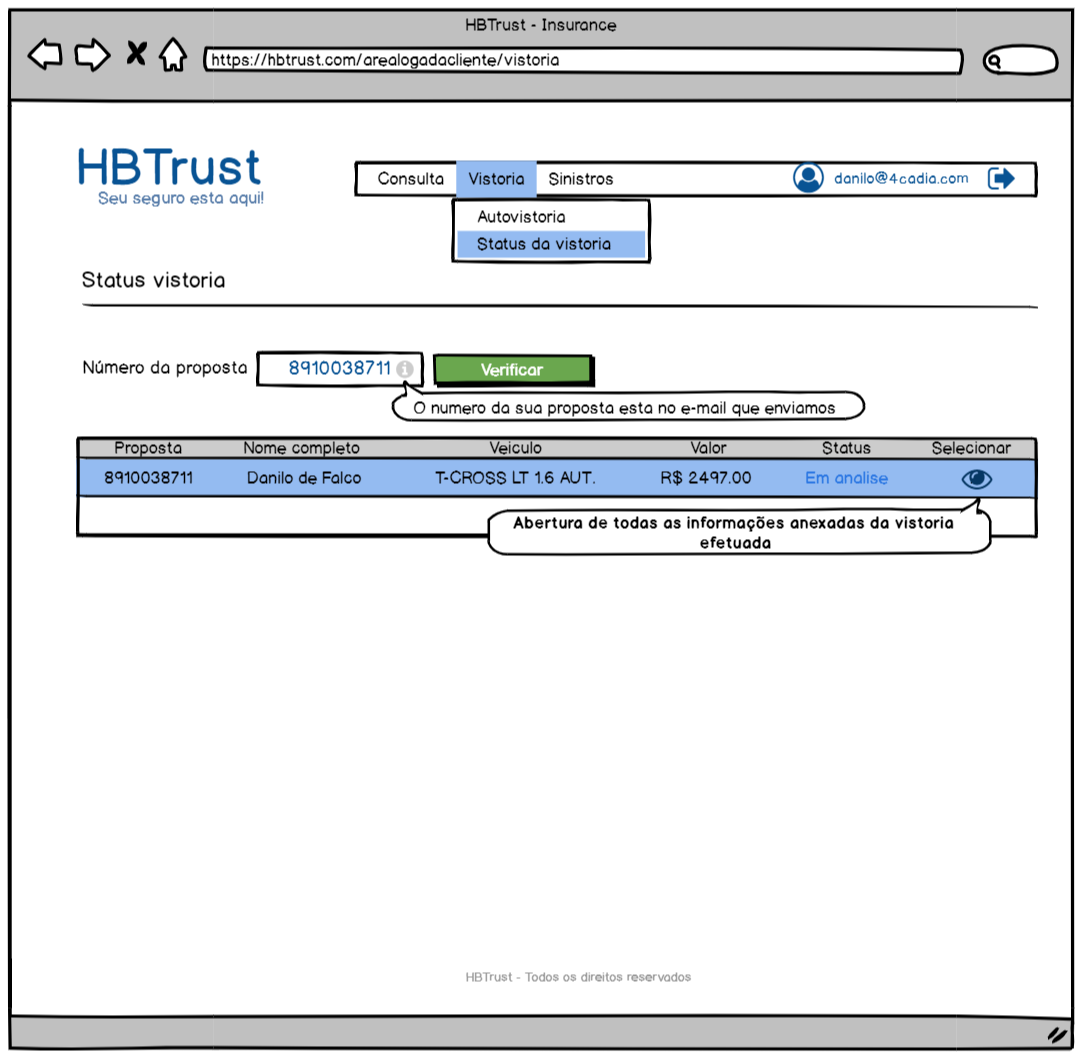 HBTrust - Insurance
https://hbtrust.com/arealogadacliente/vistoria
HBTrust
Seu seguro esta aqui!
Consulta Vistoria Sinistros danilo@4cadia.com
Autovistoria
Status da vistoria
Status vistoria
Número da proposta 8910038711 Verificar
O numero da sua proposta esta no e-mail que enviamos
Proposta Nome completo Veiculo Valor Status Selecionar
8910038711 Danilo de Falco T-CROSS LT 1.6 AUT. R$ 2497.00 Em analise
Abertura de todas as informações anexadas da vistoria
efetuada
HBTrust - Todos os direitos reservados